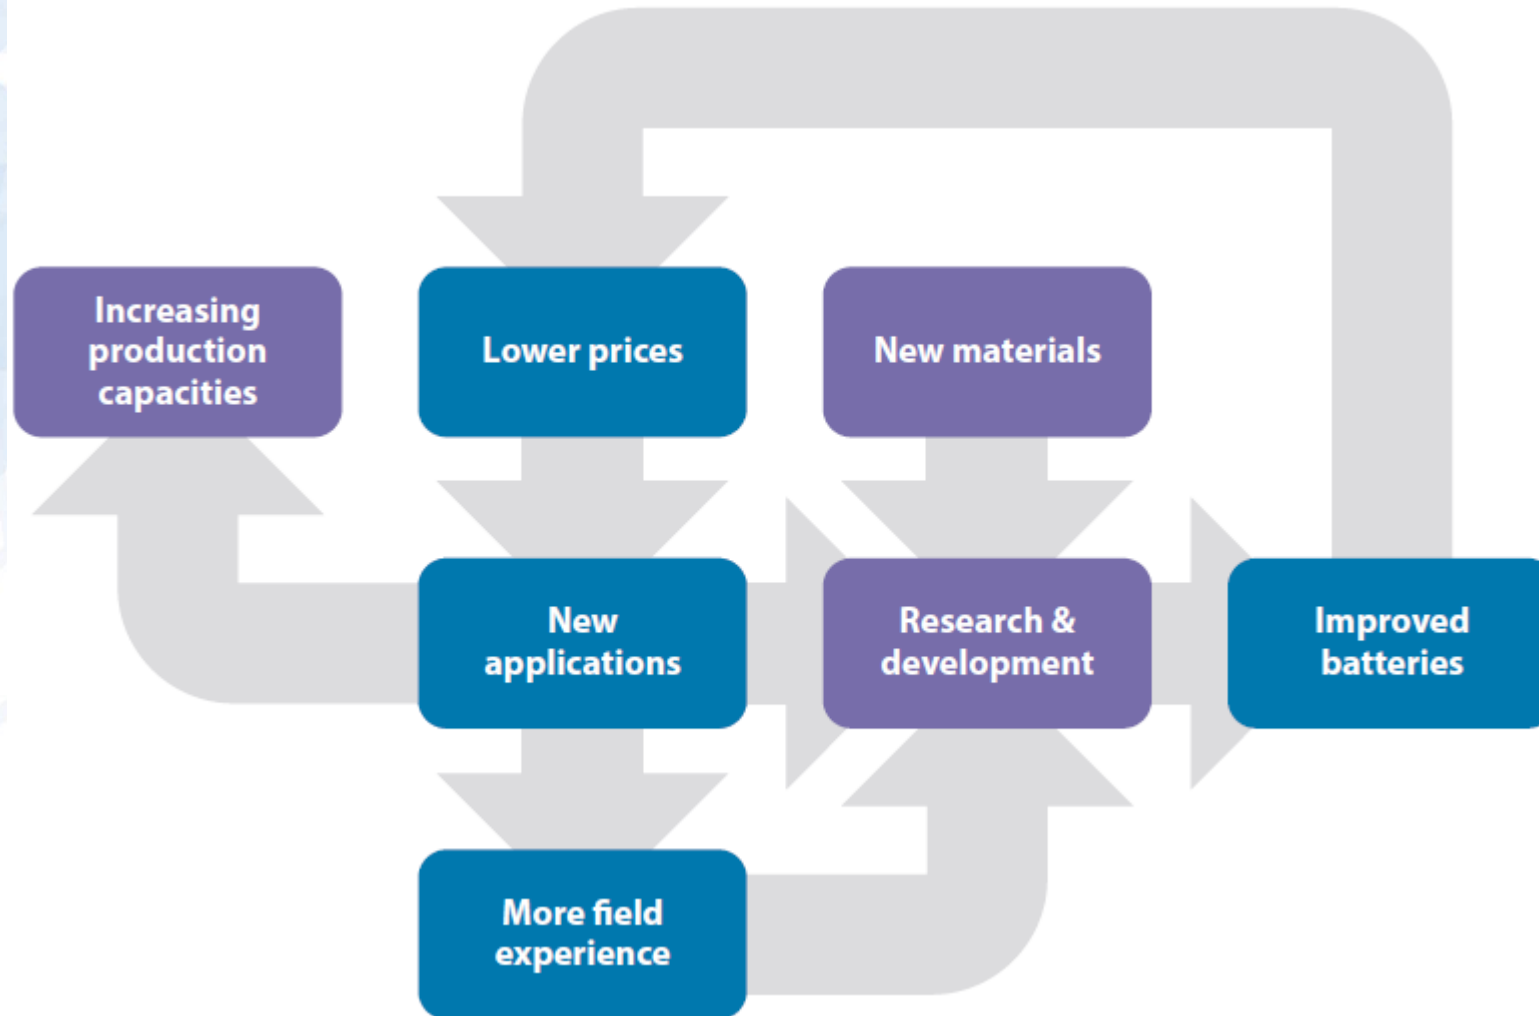 Increasing
production
capacities
Lower prices
New materials
New
applications
Research &
development
Improved
batteries
More field
experience